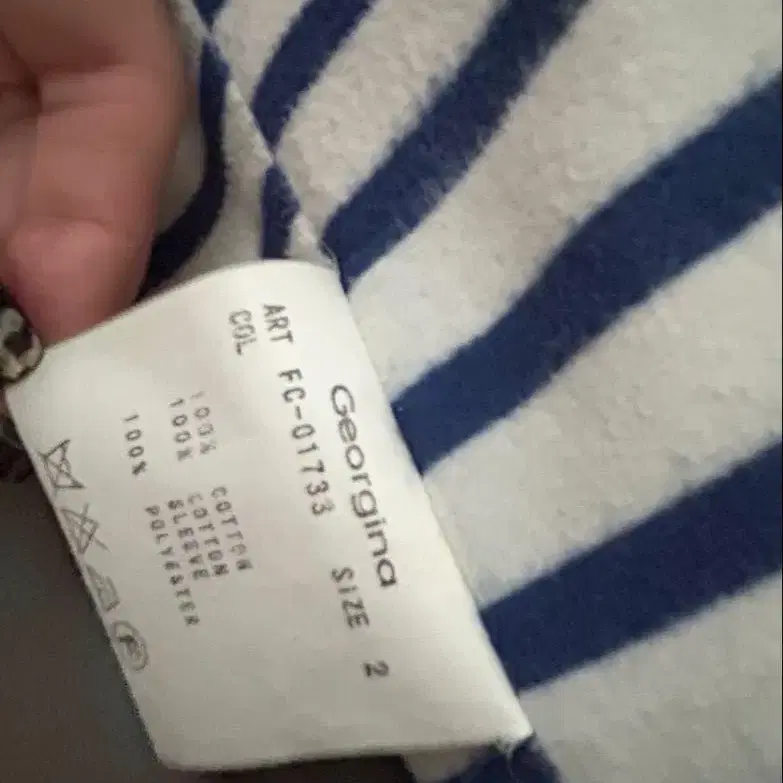 Georgina
SIZE 2
ART FC-01733
COL
100% COTTON
100% COTTON
SLEEVE
100% POLYESTER